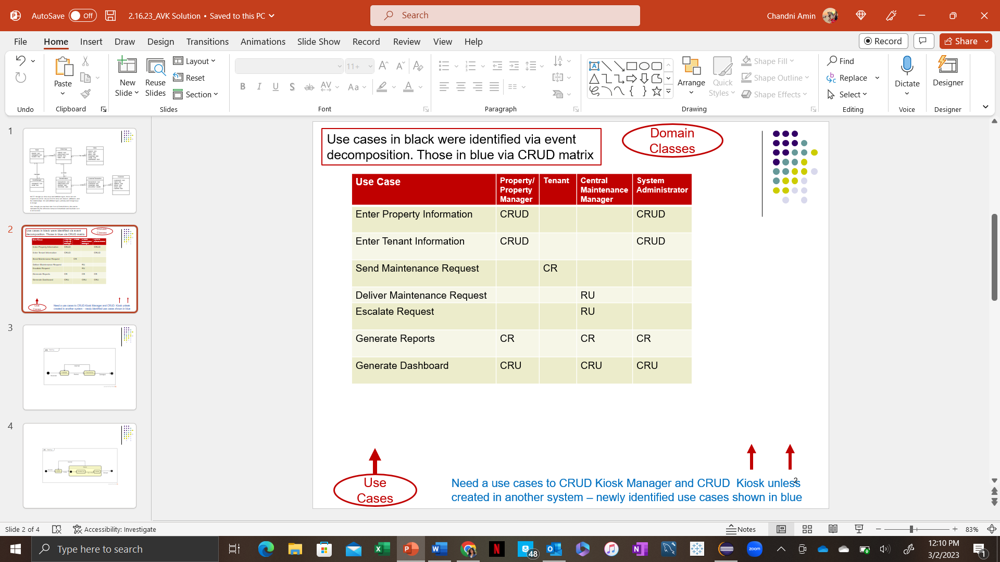 AutoSave Off 2.16.23_AVK Solution • Saved to this PC Search Chandni Amin
File Home Insert Draw Design Transitions Animations Slide Show Record Review View Help Record Share
Paste New Slide Reuse Slides Layout Reset Section
11+ B I U S ab AV Aa A
Arrange Quick Styles Shape Fill Shape Outline Shape Effects
Find Replace Select Dictate Designer
Undo Clipboard Slides Font Paragraph Drawing Editing Voice Designer
1
2
3
4
Use cases in black were identified via event
decomposition. Those in blue via CRUD matrix
Domain
Classes
Use Case Property/ Property Manager Tenant Central Maintenance Manager System Administrator
Enter Property Information CRUD CRUD
Enter Tenant Information CRUD CRUD
Send Maintenance Request CR
Deliver Maintenance Request RU
Escalate Request RU
Generate Reports CR CR CR
Generate Dashboard CRU CRU CRU
Use
Cases
2
Need a use cases to CRUD Kiosk Manager and CRUD Kiosk unless
created in another system – newly identified use cases shown in blue
Slide 2 of 4 Accessibility: Investigate Notes 83%
Type here to search 48 zoom 12:10 PM
3/2/2023 1